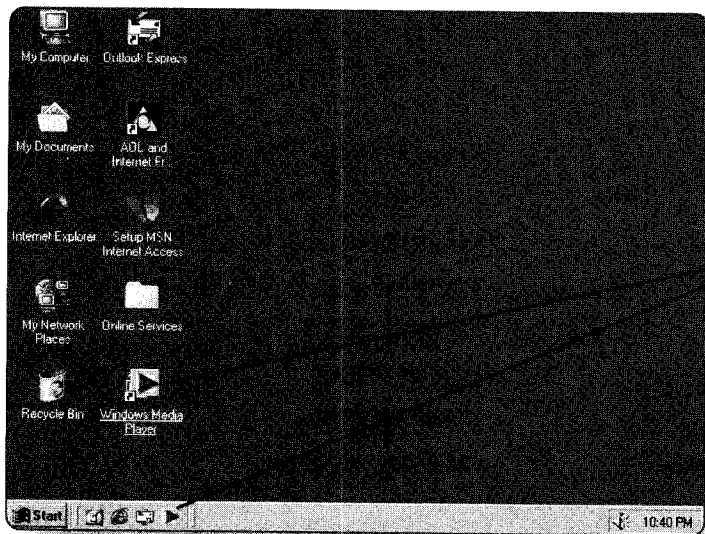 My Computer
Outlook Express
My Documents
AOL and
Internet Fr...
Internet Explorer
Setup MSN
Internet Access
My Network
Places
Online Services
Recycle Bin
Windows Media
Player
Start
10:40 PM